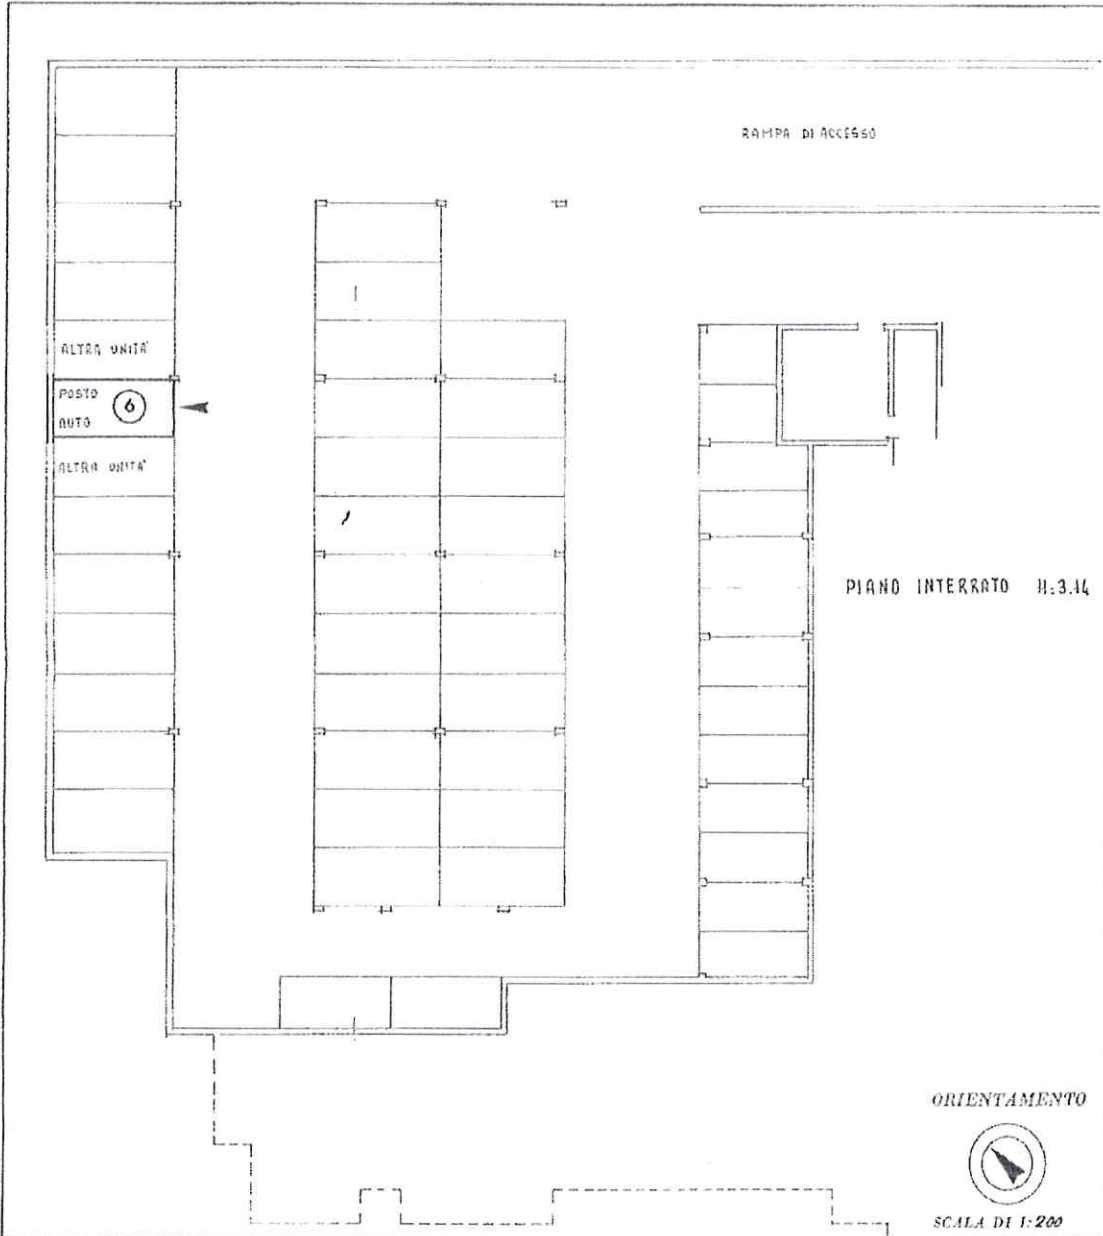 RAMPA DI ACCESSO
ALTRA UNITA'
POSTO
AUTO
6
ALTRA UNITA'
PIANO INTERRATO H:3.14
ORIENTAMENTO
SCALA DI 1:200